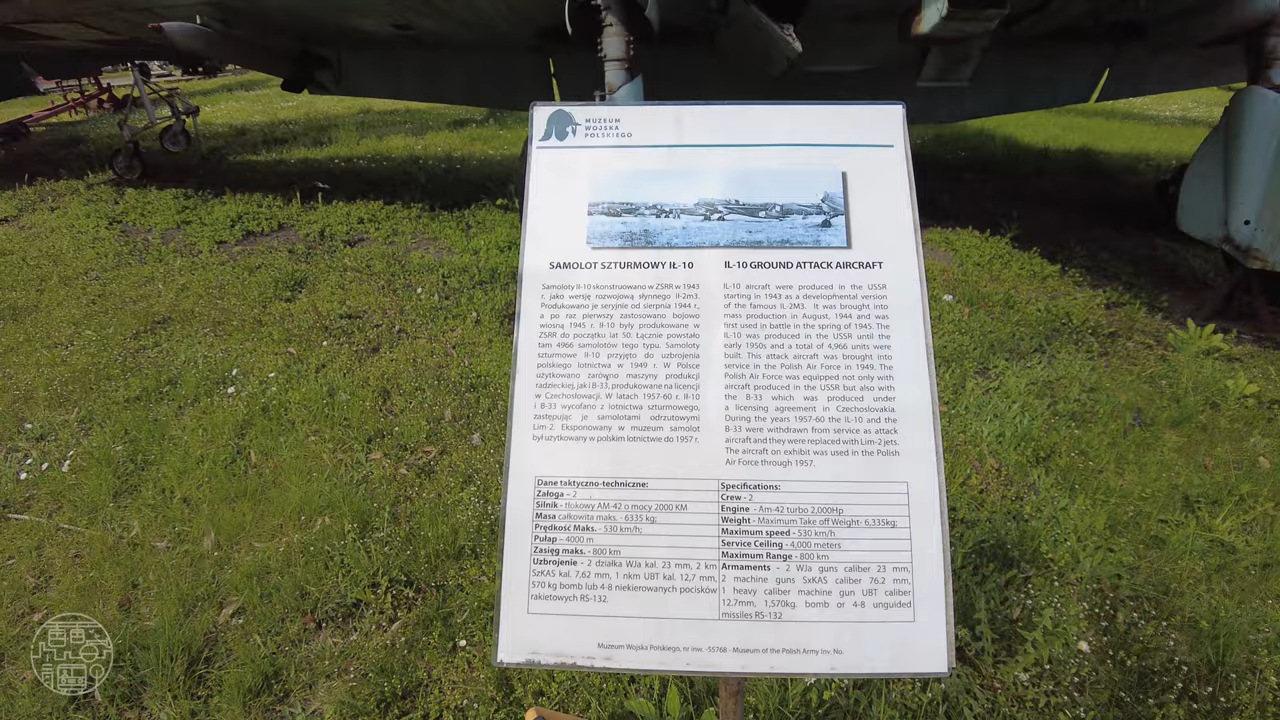 MUZEUM
WOJSKA
POLSKIEGO
SAMOLOT SZTURMOWY IŁ-10
Samoloty Ił-10 skonstruowano w ZSRR w 1943
r. jako wersję rozwojową słynnego Ił-2m3.
Produkowano je seryjnie od sierpnia 1944 r.,
a po raz pierwszy zastosowano bojowo
wiosną 1945 r. Ił-10 były produkowane w
ZSRR do początku lat 50. Łącznie powstało
tam 4966 samolotów tego typu. Samoloty
szturmowe Ił-10 przyjęto do uzbrojenia
polskiego lotnictwa w 1949 r. W Polsce
użytkowano zarówno maszyny produkcji
radzieckiej, jak i B-33, produkowane na licencji
w Czechosłowacji. W latach 1957-60 r. Ił-10
i B-33 wycofano z lotnictwa szturmowego,
zastępując je samolotami odrzutowymi
Lim-2. Eksponowany w muzeum samolot
był użytkowany w polskim lotnictwie do 1957 r.
IL-10 GROUND ATTACK AIRCRAFT
IL-10 aircraft were produced in the USSR
starting in 1943 as a developmental version
of the famous IL-2M3. It was brought into
mass production in August, 1944 and was
first used in battle in the spring of 1945. The
IL-10 was produced in the USSR until the
early 1950s and a total of 4,966 units were
built. This attack aircraft was brought into
service in the Polish Air Force in 1949. The
Polish Air Force was equipped not only with
aircraft produced in the USSR but also with
the B-33 which was produced under
a licensing agreement in Czechoslovakia.
During the years 1957-60 the IL-10 and the
B-33 were withdrawn from service as attack
aircraft and they were replaced with Lim-2 jets.
The aircraft on exhibit was used in the Polish
Air Force through 1957.
Dane taktyczno-techniczne:
Załoga – 2
Silnik - tłokowy AM-42 o mocy 2000 KM
Masa całkowita maks. - 6335 kg;
Prędkość Maks. - 530 km/h;
Pułap – 4000 m
Zasięg maks. - 800 km
Uzbrojenie - 2 działka WJa kal. 23 mm, 2 km
SzKAS kal. 7,62 mm, 1 nkm UBT kal. 12,7 mm,
570 kg bomb lub 4-8 niekierowanych pocisków
rakietowych RS-132.
Specifications:
Crew - 2
Engine - Am-42 turbo 2,000Hp
Weight - Maximum Take off Weight- 6,335kg;
Maximum speed - 530 km/h
Service Ceiling - 4,000 meters
Maximum Range - 800 km
Armaments - 2 WJa guns caliber 23 mm,
2 machine guns SxKAS caliber 76.2 mm,
1 heavy caliber machine gun UBT caliber
12.7mm, 1,570kg. bomb or 4-8 unguided
missiles RS-132
Muzeum Wojska Polskiego, nr inw. -55768 - Museum of the Polish Army Inv. No.